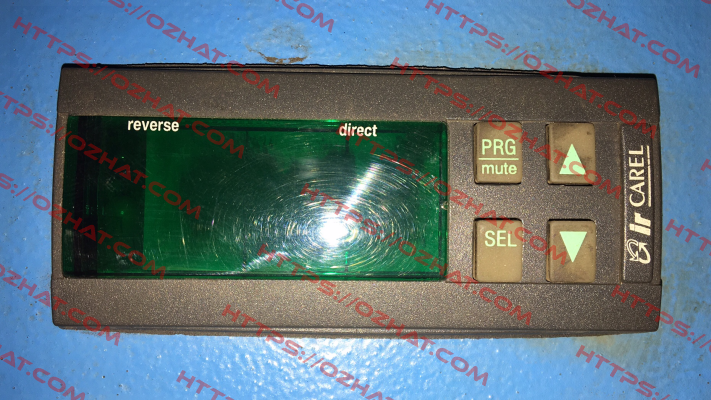 reverse
direct
PRG
mute
SEL
ir CAREL
HTTPS://OZHAT.COM